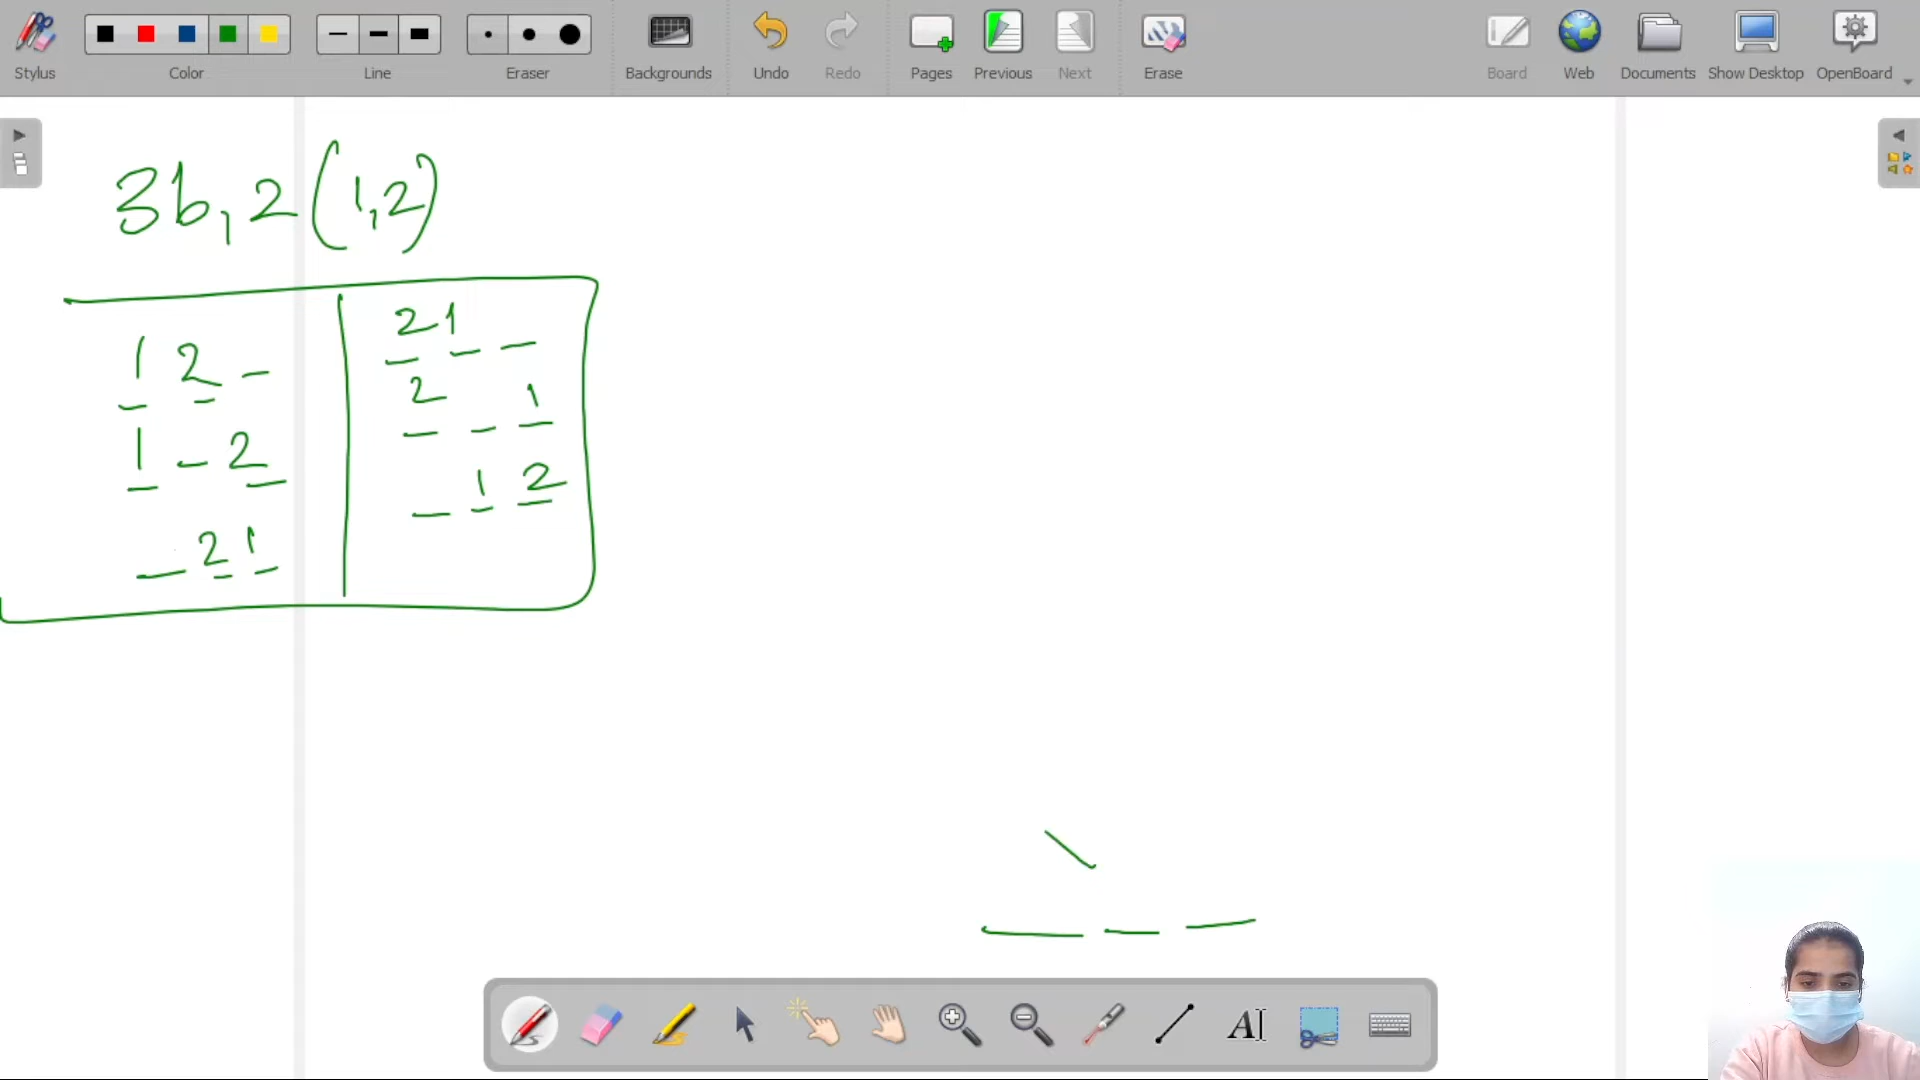 Stylus Color Line Eraser Backgrounds Undo Redo Pages Previous Next Erase Board Web Documents Show Desktop OpenBoard
3b, 2 (1,2)
1 2 _
1 _ 2
_ 2 1
2 1 _
2 _ 1
_ 1 2
_ _ _
AI